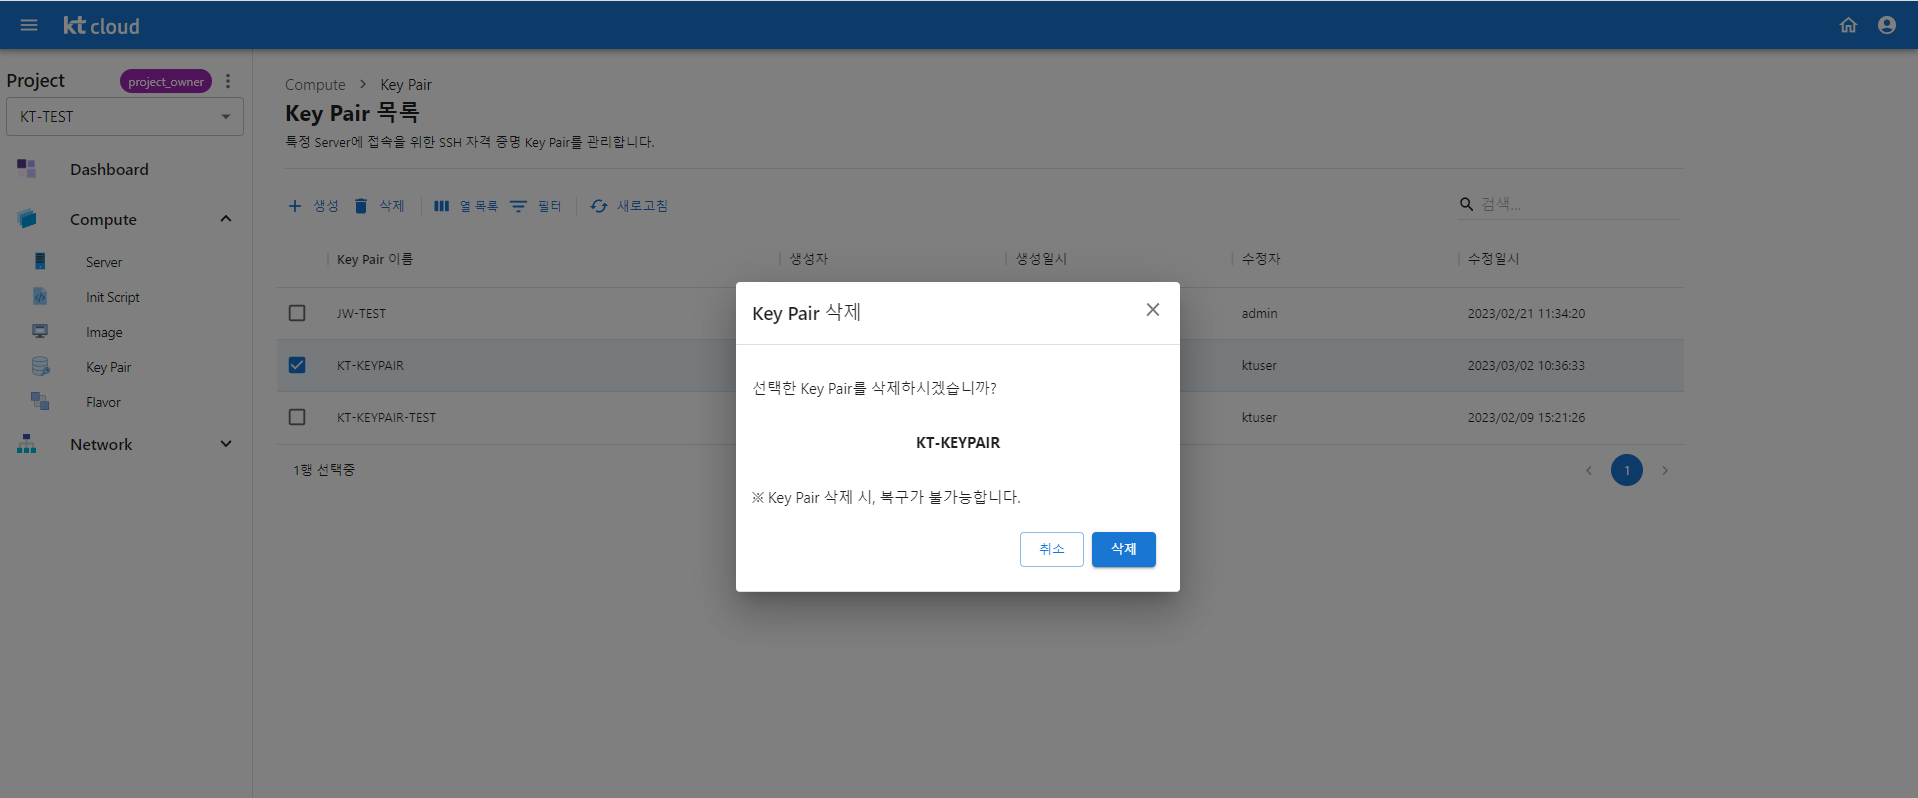 kt cloud
Project project_owner
KT-TEST
Dashboard
Compute
Server
Init Script
Image
Key Pair
Flavor
Network
Compute > Key Pair
Key Pair 목록
특정 Server에 접속을 위한 SSH 자격 증명 Key Pair를 관리합니다.
생성 삭제 열 목록 필터 새로고침 검색...
Key Pair 이름 생성자 생성일시 수정자 수정일시
JW-TEST admin 2023/02/21 11:34:20
KT-KEYPAIR ktuser 2023/03/02 10:36:33
KT-KEYPAIR-TEST ktuser 2023/02/09 15:21:26
1행 선택중 1
Key Pair 삭제
선택한 Key Pair를 삭제하시겠습니까?
KT-KEYPAIR
※ Key Pair 삭제 시, 복구가 불가능합니다.
취소 삭제